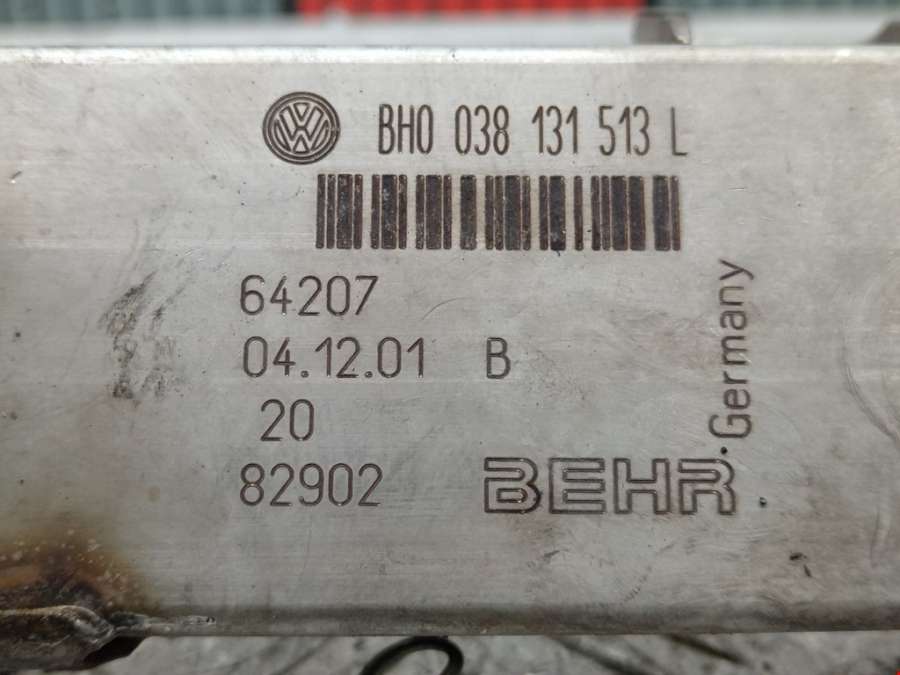 BH0 038 131 513 L
64207
04.12.01 B
20
82902
BEHR
Germany